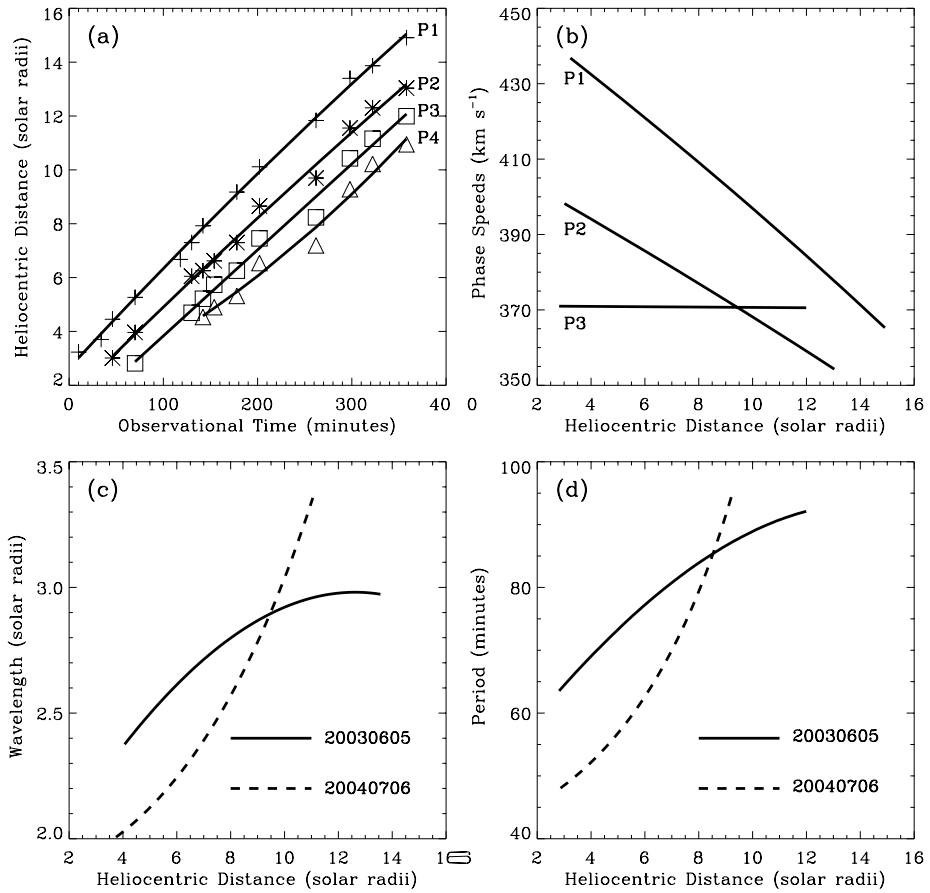 (a)
P1
P2
P3
P4
16
14
12
10
8
6
4
2
Heliocentric Distance (solar radii)
0 100 200 300 40 0
Observational Time (minutes)
(b)
P1
P2
P3
450
430
410
390
370
350
Phase Speeds (km s⁻¹)
2 4 6 8 10 12 14 16
Heliocentric Distance (solar radii)
(c)
3.5
3.0
2.5
2.0
Wavelength (solar radii)
20030605
20040706
2 4 6 8 10 12 14 16
Heliocentric Distance (solar radii)
(d)
100
80
60
40
Period (minutes)
20030605
20040706
2 4 6 8 10 12 14 16
Heliocentric Distance (solar radii)